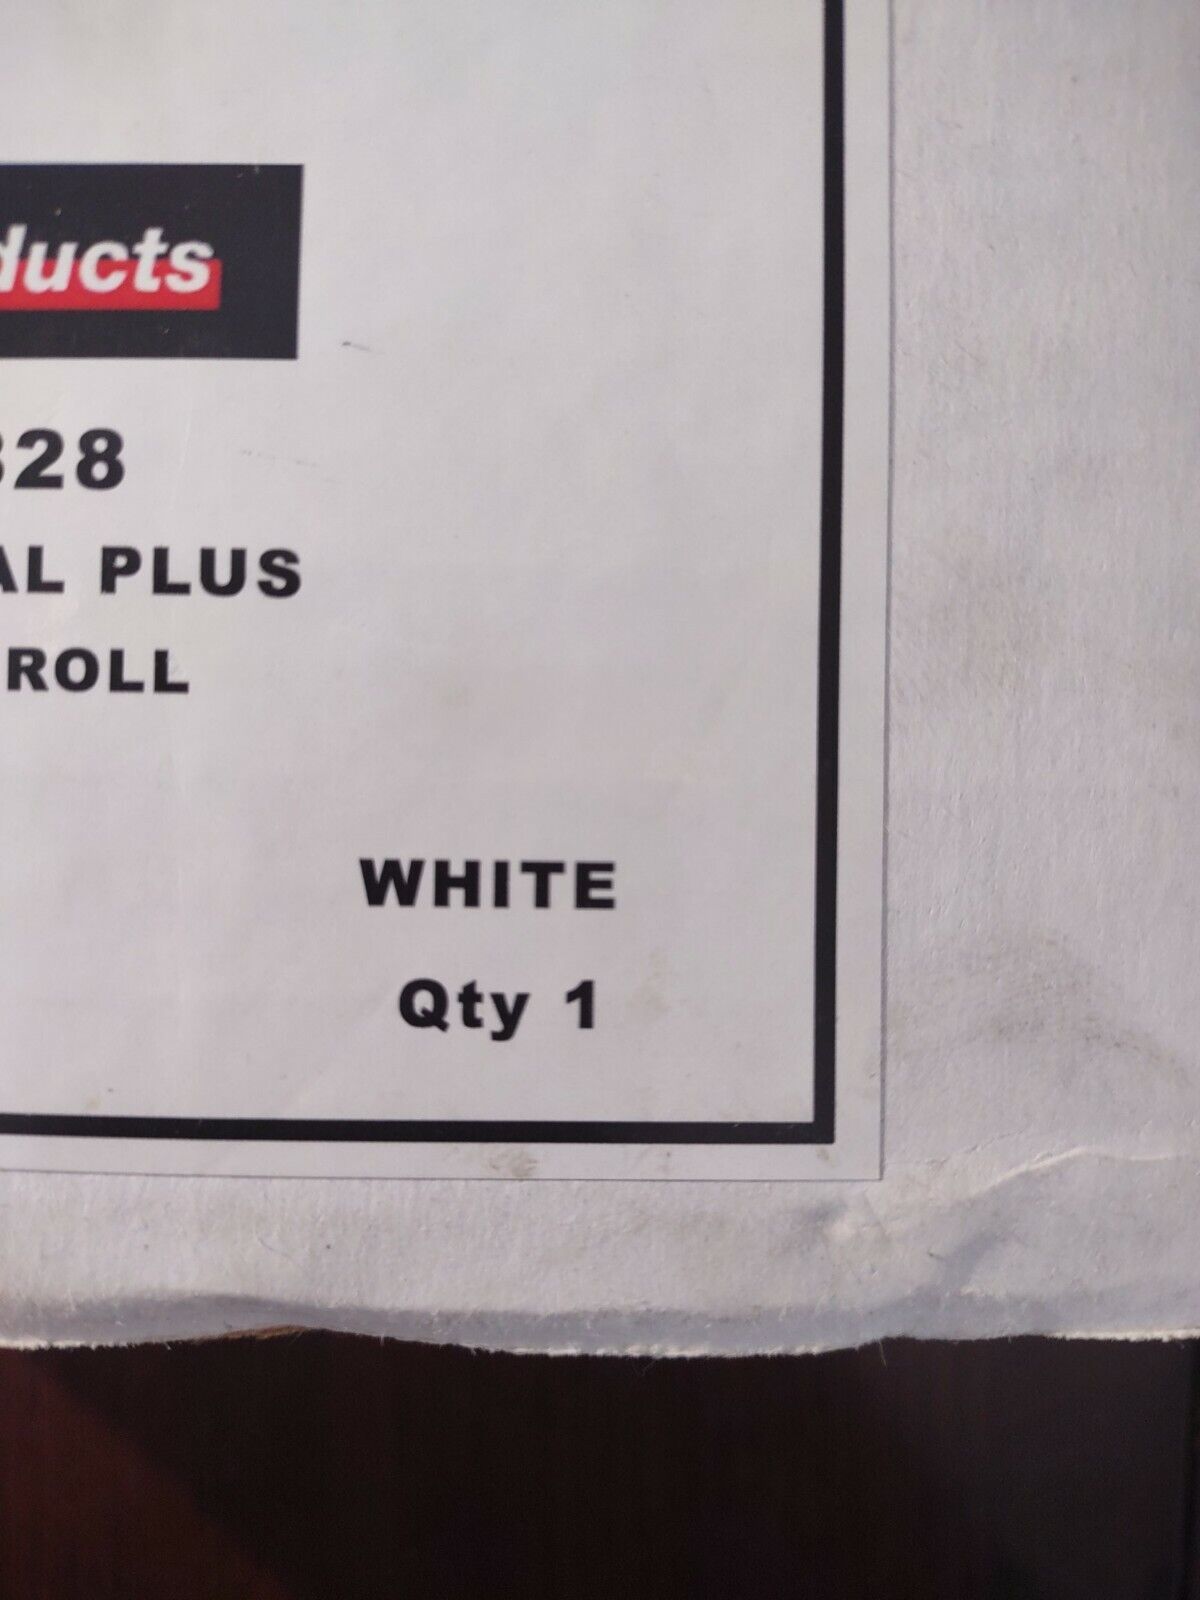 ducts
328
AL PLUS
ROLL
WHITE
Qty 1